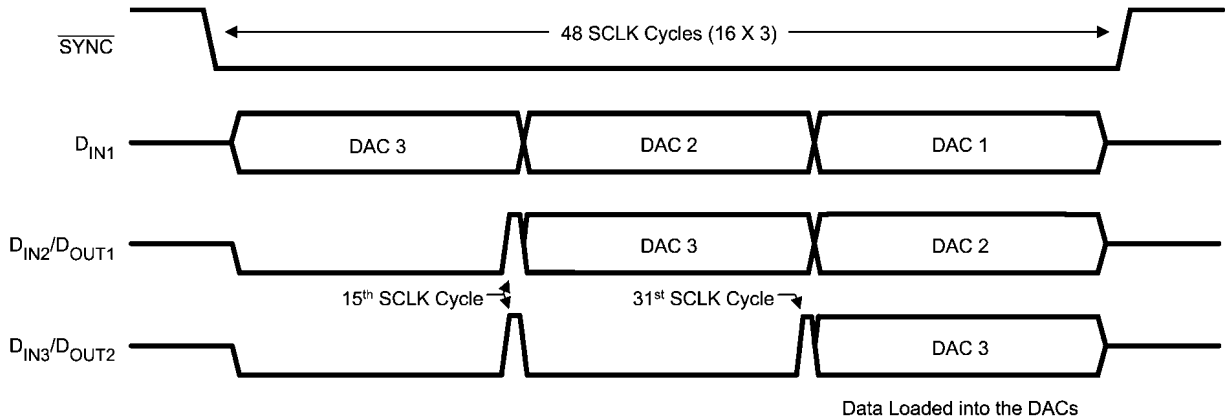 SYNC
48 SCLK Cycles (16 X 3)
DIN1
DAC 3 DAC 2 DAC 1
DIN2/DOUT1
DAC 3 DAC 2
15th SCLK Cycle 31st SCLK Cycle
DIN3/DOUT2
DAC 3
Data Loaded into the DACs